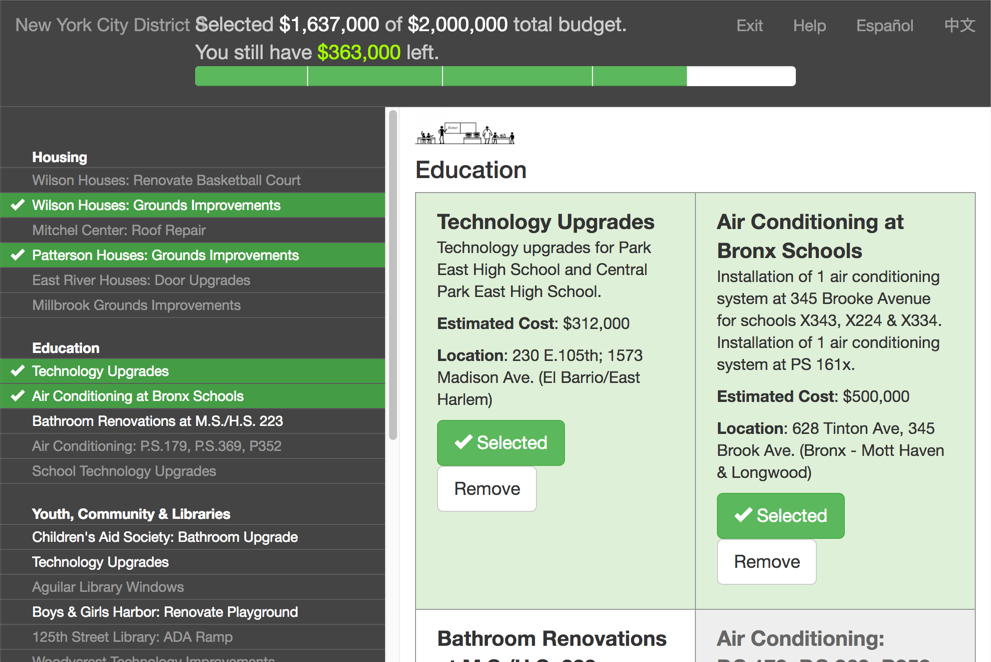 New York City District
Selected $1,637,000 of $2,000,000 total budget.
You still have $363,000 left.
Exit
Help
Español
中文
Housing
Wilson Houses: Renovate Basketball Court
Wilson Houses: Grounds Improvements
Mitchel Center: Roof Repair
Patterson Houses: Grounds Improvements
East River Houses: Door Upgrades
Millbrook Grounds Improvements
Education
Technology Upgrades
Air Conditioning at Bronx Schools
Bathroom Renovations at M.S./H.S. 223
Air Conditioning: P.S.179, P.S.369, P352
School Technology Upgrades
Youth, Community & Libraries
Children's Aid Society: Bathroom Upgrade
Technology Upgrades
Aguilar Library Windows
Boys & Girls Harbor: Renovate Playground
125th Street Library: ADA Ramp
Woodycrest Technology Improvements
Education
Technology Upgrades
Technology upgrades for Park
East High School and Central
Park East High School.
Estimated Cost: $312,000
Location: 230 E.105th; 1573
Madison Ave. (El Barrio/East
Harlem)
Selected
Remove
Air Conditioning at
Bronx Schools
Installation of 1 air conditioning
system at 345 Brooke Avenue
for schools X343, X224 & X334.
Installation of 1 air conditioning
system at PS 161x.
Estimated Cost: $500,000
Location: 628 Tinton Ave, 345
Brook Ave. (Bronx - Mott Haven
& Longwood)
Selected
Remove
Bathroom Renovations
at M.S./H.S. 223
Air Conditioning: